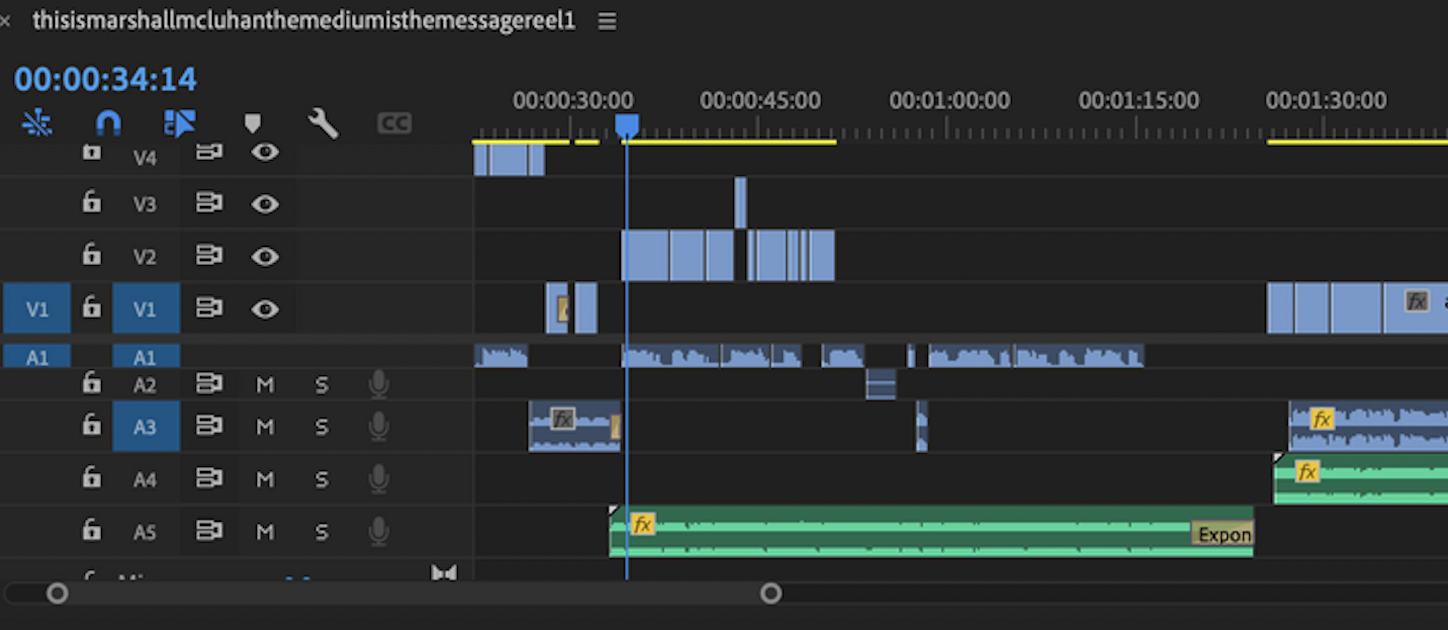 × thisismarshallmcluhanthemediumisthemessagereel1
00:00:34:14
00:00:30:00 00:00:45:00 00:01:00:00 00:01:15:00 00:01:30:00
CC
V4
V3
V2
V1 V1 fx
A1 A1
A2 M S
A3 M S fx fx
A4 M S fx
A5 M S fx Expon